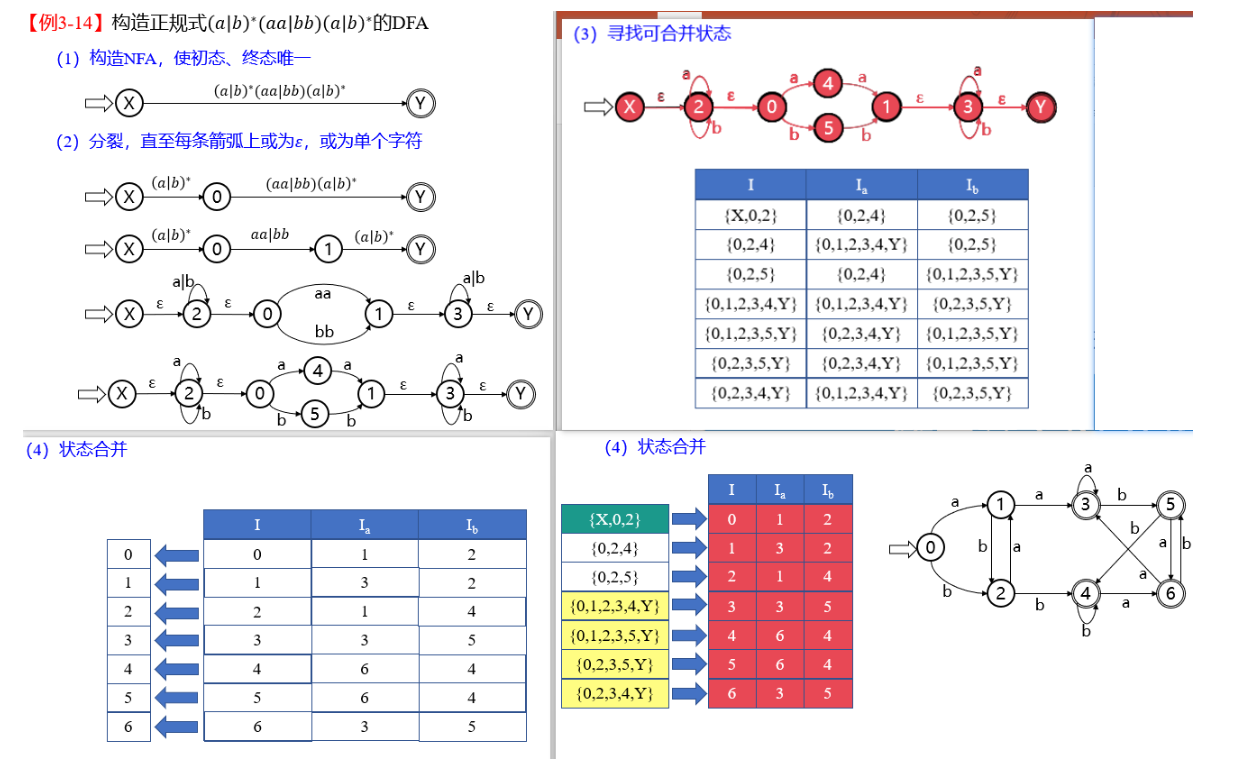 【例3-14】构造正规式(a|b)*(aa|bb)(a|b)*的DFA
(1) 构造NFA，使初态、终态唯一
X (a|b)*(aa|bb)(a|b)* Y
(2) 分裂，直至每条箭弧上或为ε，或为单个字符
X (a|b)* 0 (aa|bb)(a|b)* Y
X (a|b)* 0 aa|bb 1 (a|b)* Y
a|b aa a|b
X ε 2 ε 0 1 ε 3 ε Y
bb
a a 4 a a
X ε 2 ε 0 1 ε 3 ε Y
b b 5 b b
(3) 寻找可合并状态
a a 4 a a
X ε 2 ε 0 1 ε 3 ε Y
b b 5 b b
I Ia Ib
{X,0,2} {0,2,4} {0,2,5}
{0,2,4} {0,1,2,3,4,Y} {0,2,5}
{0,2,5} {0,2,4} {0,1,2,3,5,Y}
{0,1,2,3,4,Y} {0,1,2,3,4,Y} {0,2,3,5,Y}
{0,1,2,3,5,Y} {0,2,3,4,Y} {0,1,2,3,5,Y}
{0,2,3,5,Y} {0,2,3,4,Y} {0,1,2,3,5,Y}
{0,2,3,4,Y} {0,1,2,3,4,Y} {0,2,3,5,Y}
(4) 状态合并
I Ia Ib
0 0 1 2
1 1 3 2
2 2 1 4
3 3 3 5
4 4 6 4
5 5 6 4
6 6 3 5
(4) 状态合并
I Ia Ib
{X,0,2} 0 1 2
{0,2,4} 1 3 2
{0,2,5} 2 1 4
{0,1,2,3,4,Y} 3 3 5
{0,1,2,3,5,Y} 4 6 4
{0,2,3,5,Y} 5 6 4
{0,2,3,4,Y} 6 3 5
a
a 1 a 3 b 5
b
0 b a a b
a
b 2 b 4 a 6
b